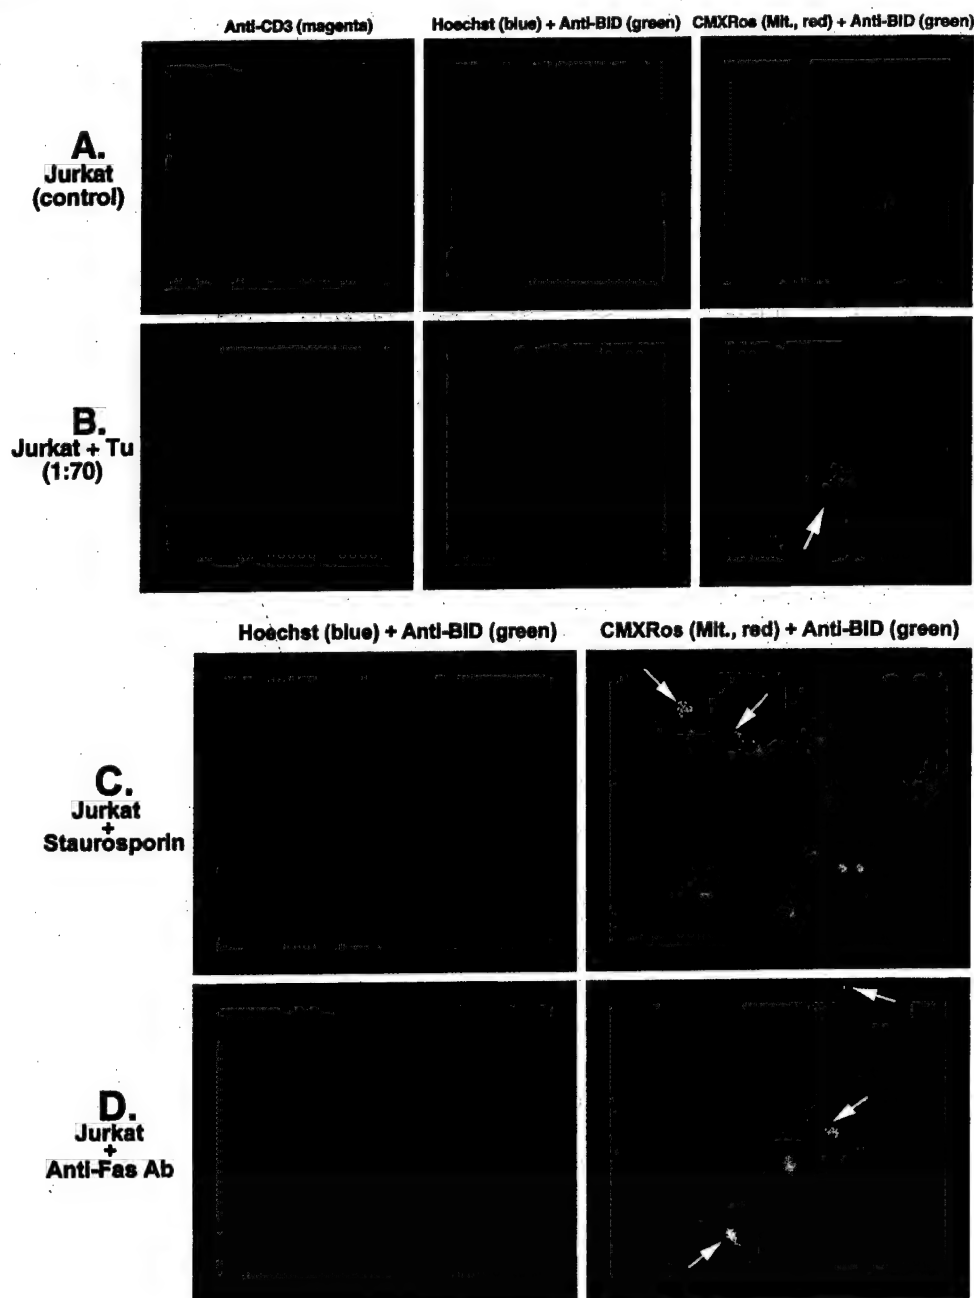 Anti-CD3 (magenta) Hoechst (blue) + Anti-BID (green) CMXRos (Mit., red) + Anti-BID (green)
A.
Jurkat
(control)
B.
Jurkat + Tu
(1:70)
Hoechst (blue) + Anti-BID (green) CMXRos (Mit., red) + Anti-BID (green)
C.
Jurkat
+
Staurosporin
D.
Jurkat
+
Anti-Fas Ab